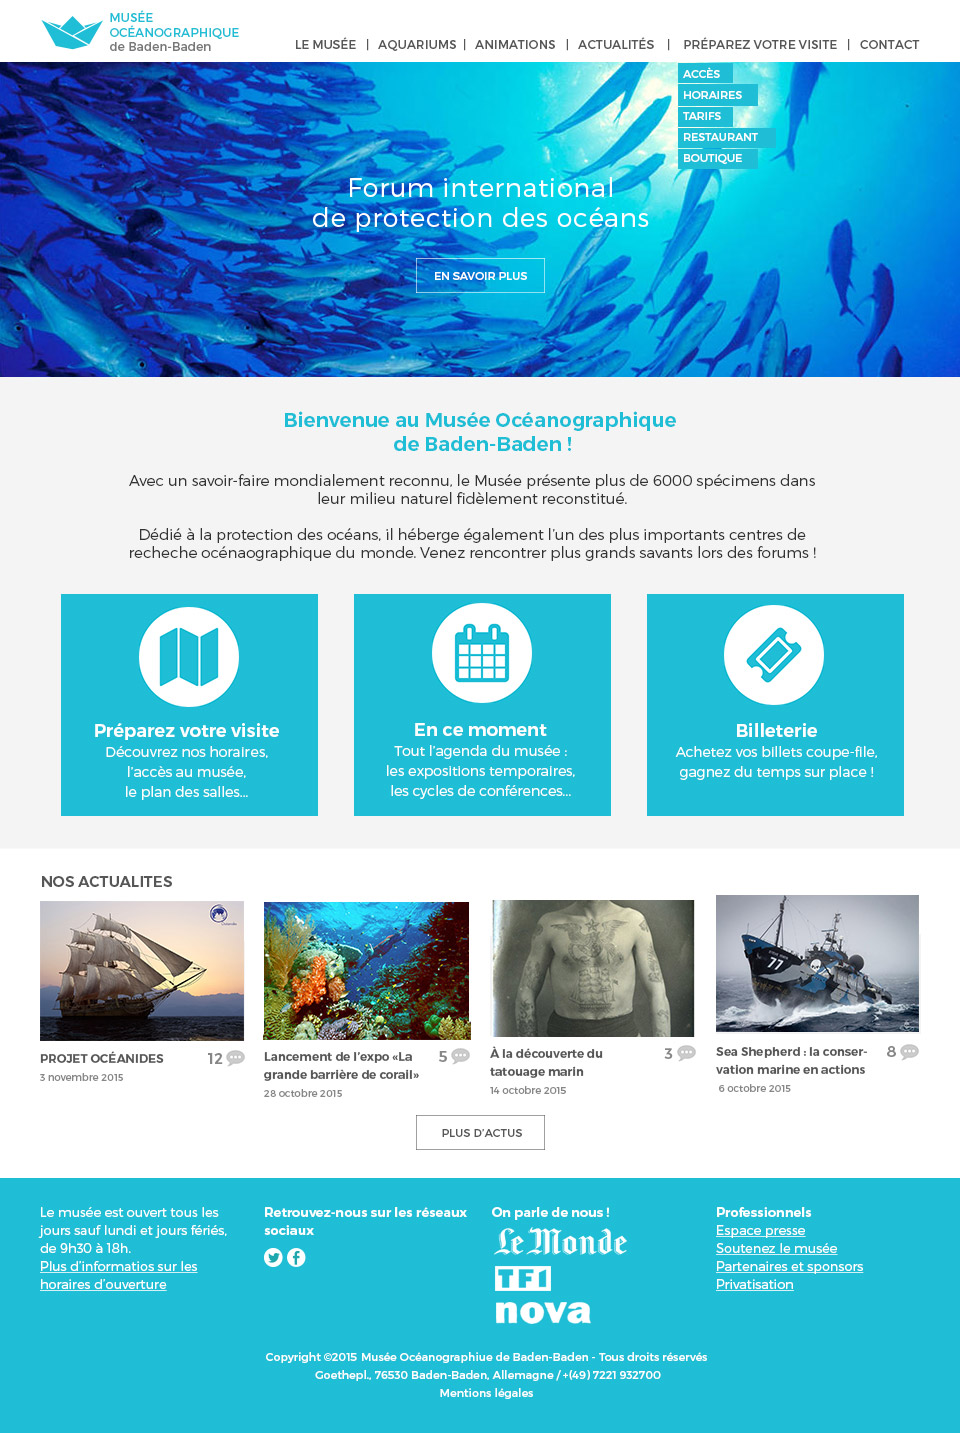 MUSÉE
OCÉANOGRAPHIQUE
de Baden-Baden
LE MUSÉE | AQUARIUMS | ANIMATIONS | ACTUALITÉS | PRÉPAREZ VOTRE VISITE | CONTACT
ACCÈS
HORAIRES
TARIFS
RESTAURANT
BOUTIQUE
Forum international
de protection des océans
EN SAVOIR PLUS
Bienvenue au Musée Océanographique
de Baden-Baden !
Avec un savoir-faire mondialement reconnu, le Musée présente plus de 6000 spécimens dans
leur milieu naturel fidèlement reconstitué.
Dédié à la protection des océans, il héberge également l'un des plus importants centres de
recheche océnaographique du monde. Venez rencontrer plus grands savants lors des forums !
Préparez votre visite
Découvrez nos horaires,
l'accès au musée,
le plan des salles...
En ce moment
Tout l'agenda du musée :
les expositions temporaires,
les cycles de conférences...
Billeterie
Achetez vos billets coupe-file,
gagnez du temps sur place !
NOS ACTUALITES
77
PROJET OCÉANIDES 12
3 novembre 2015
Lancement de l'expo «La 5
grande barrière de corail»
28 octobre 2015
À la découverte du 3
tatouage marin
14 octobre 2015
Sea Shepherd : la conser- 8
vation marine en actions
6 octobre 2015
PLUS D'ACTUS
Le musée est ouvert tous les
jours sauf lundi et jours fériés,
de 9h30 à 18h.
Plus d'informatios sur les
horaires d'ouverture
Retrouvez-nous sur les réseaux
sociaux
On parle de nous !
Le Monde
TF1
nova
Professionnels
Espace presse
Soutenez le musée
Partenaires et sponsors
Privatisation
Copyright ©2015 Musée Océanographiue de Baden-Baden - Tous droits réservés
Goethepl., 76530 Baden-Baden, Allemagne / +(49) 7221 932700
Mentions légales